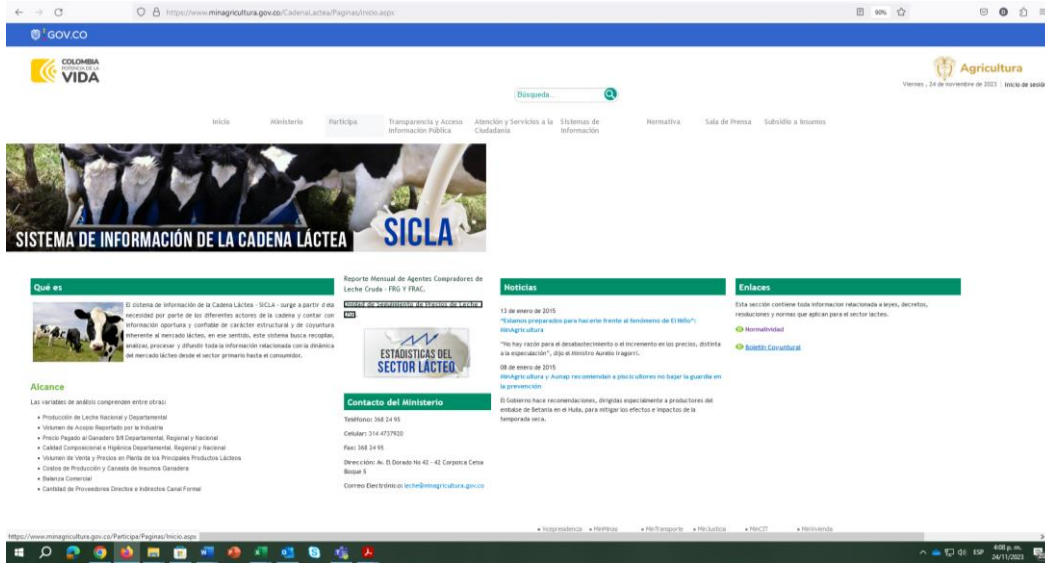 https://www.minagricultura.gov.co/CadenaLactea/Paginas/inicio.aspx
90%
GOV.CO
COLOMBIA
POTENCIA DE LA
VIDA
Agricultura
Viernes , 24 de noviembre de 2023 | Inicio de sesión
Búsqueda...
Inicio
Ministerio
Participa
Transparencia y Acceso
Información Pública
Atención y Servicios a la
Ciudadanía
Sistemas de
Información
Normativa
Sala de Prensa
Subsidio a Insumos
SISTEMA DE INFORMACIÓN DE LA CADENA LÁCTEA
SICLA
Qué es
El sistema de información de la Cadena Láctea - SICLA - surge a partir d ela
necesidad por parte de los diferentes actores de la cadena y contar con
información oportuna y confiable de carácter estructural y de coyuntura
inherente al mercado lácteo, en ese sentido, este sistema busca recopilar,
analizar, procesar y difundir toda la información relacionada con la dinámica
del mercado lácteo desde el sector primario hasta el consumidor.
Alcance
Las variables de análisis comprenden entre otras:
• Producción de Leche Nacional y Departamental
• Volumen de Acopio Reportado por la Industria
• Precio Pagado al Ganadero S/B Departamental, Regional y Nacional
• Calidad Composicional e Higiénica Departamental, Regional y Nacional
• Volumen de Venta y Precios en Planta de los Principales Productos Lácteos
• Costos de Producción y Canasta de Insumos Ganadera
• Balanza Comercial
• Cantidad de Proveedores Directos e Indirectos Canal Formal
Reporte Mensual de Agentes Compradores de
Leche Cruda - FRG Y FRAC.
Unidad de Seguimiento de Precios de Leche -
ESTADISTICAS DEL
SECTOR LÁCTEO
Contacto del Ministerio
Teléfono: 368 24 95
Celular: 314 4737920
Fax: 368 24 95
Dirección: Av. El Dorado No 42 - 42 Corpoica Ceisa
Boque 5
Correo Electrónico: leche@minagricultura.gov.co
Noticias
13 de enero de 2015
"Estamos preparados para hacerle frente al fenómeno de El Niño":
MinAgricultura
"No hay razón para el desabastecimiento o el incremento en los precios, distinta
a la especulación", dijo el Ministro Aurelio Iragorri.
08 de enero de 2015
MinAgricultura y Aunap recomiendan a piscicultores no bajar la guardia en
la prevención
El Gobierno hace recomendaciones, dirigidas especialmente a productores del
embalse de Betania en el Huila, para mitigar los efectos e impactos de la
temporada seca.
Enlaces
Esta sección contiene toda informacion relacionada a leyes, decretos,
resoluciones y normas que aplican para el sector lácteo.
Normatividad
Boletín Coyuntural
• Vicepresidencia • MinMinas • MinTransporte • MinJusticia • MinCIT • MinVivienda
https://www.minagricultura.gov.co/Participa/Paginas/Inicio.aspx
ESP
4:08 p. m.
24/11/2023